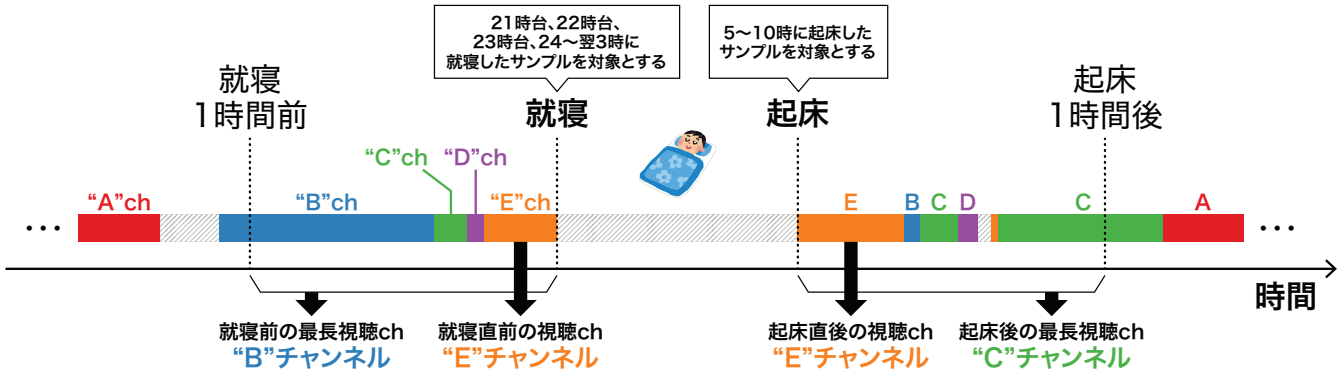 21時台、22時台、
23時台、24〜翌3時に
就寝したサンプルを対象とする
5〜10時に起床した
サンプルを対象とする
就寝
1時間前
就寝
起床
起床
1時間後
“A”ch
“B”ch
“C”ch
“D”ch
“E”ch
E
B
C
D
C
A
…
…
時間
就寝前の最長視聴ch
“B”チャンネル
就寝直前の視聴ch
“E”チャンネル
起床直後の視聴ch
“E”チャンネル
起床後の最長視聴ch
“C”チャンネル